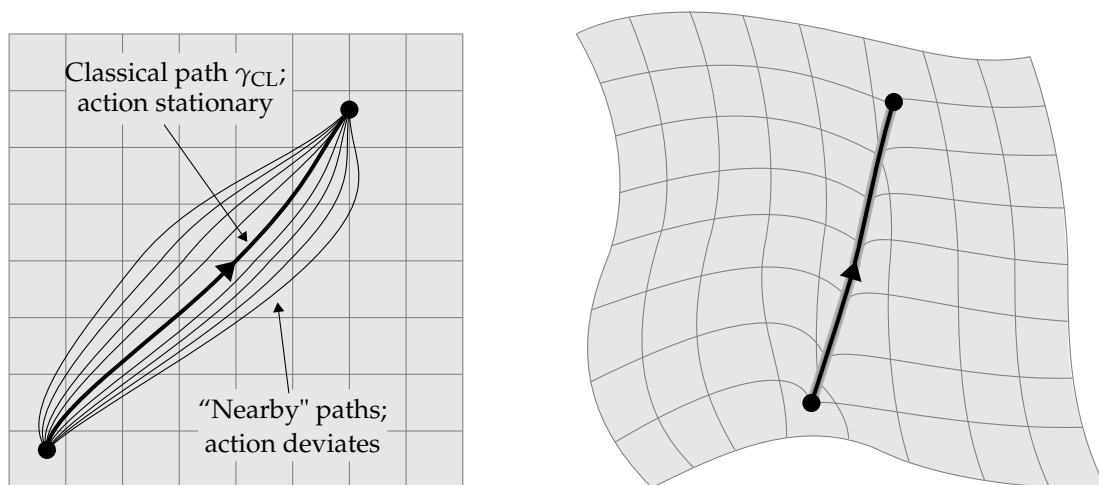 Classical path γCL;
action stationary
“Nearby" paths;
action deviates